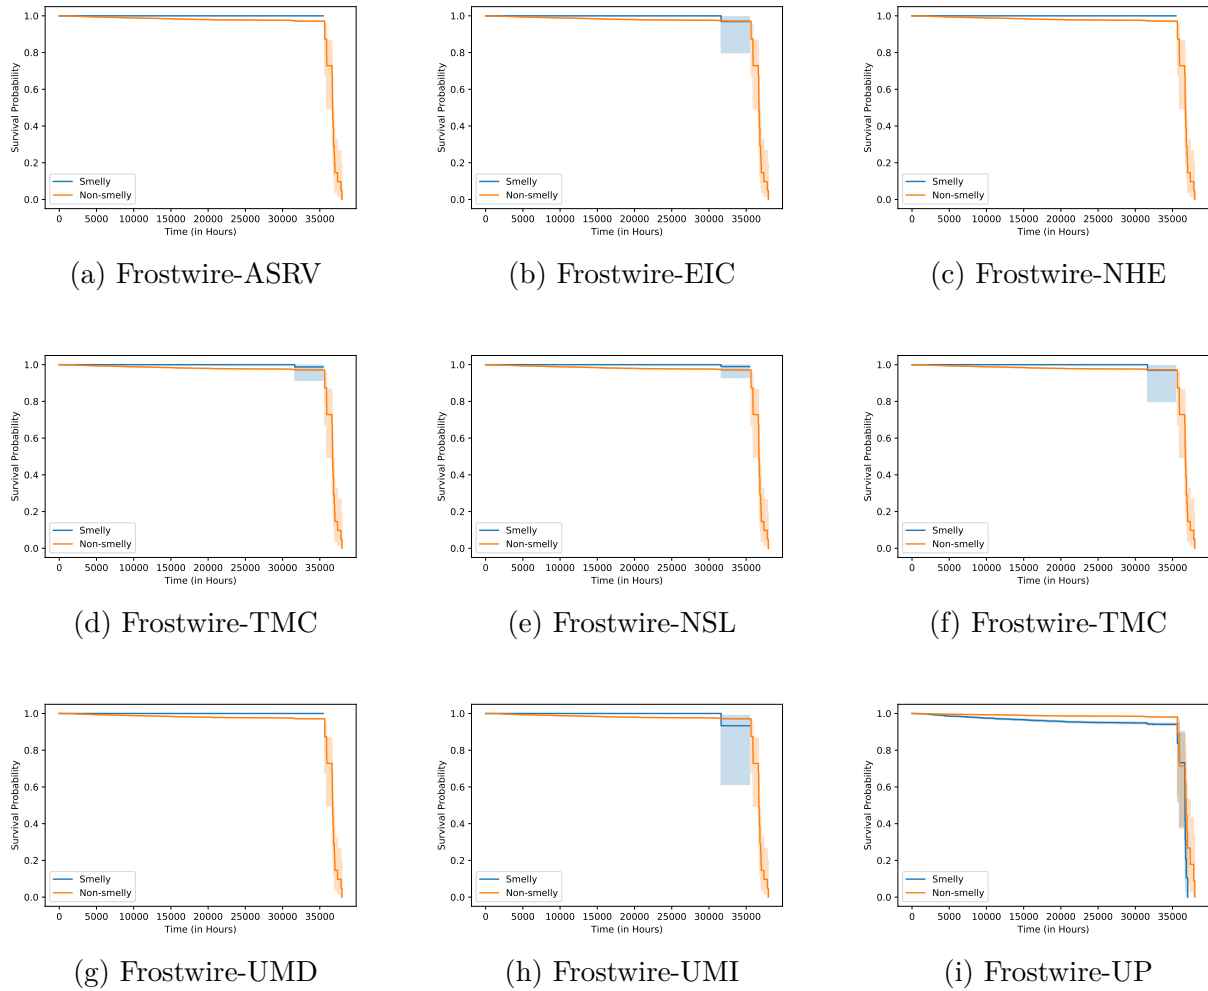 1.0
0.8
0.6
0.4
0.2
0.0
Survival Probability
Smelly
Non-smelly
0 5000 10000 15000 20000 25000 30000 35000
Time (in Hours)
(a) Frostwire-ASRV
1.0
0.8
0.6
0.4
0.2
0.0
Survival Probability
Smelly
Non-smelly
0 5000 10000 15000 20000 25000 30000 35000
Time (in Hours)
(b) Frostwire-EIC
1.0
0.8
0.6
0.4
0.2
0.0
Survival Probability
Smelly
Non-smelly
0 5000 10000 15000 20000 25000 30000 35000
Time (in Hours)
(c) Frostwire-NHE
1.0
0.8
0.6
0.4
0.2
0.0
Survival Probability
Smelly
Non-smelly
0 5000 10000 15000 20000 25000 30000 35000
Time (in Hours)
(d) Frostwire-TMC
1.0
0.8
0.6
0.4
0.2
0.0
Survival Probability
Smelly
Non-smelly
0 5000 10000 15000 20000 25000 30000 35000
Time (in Hours)
(e) Frostwire-NSL
1.0
0.8
0.6
0.4
0.2
0.0
Survival Probability
Smelly
Non-smelly
0 5000 10000 15000 20000 25000 30000 35000
Time (in Hours)
(f) Frostwire-TMC
1.0
0.8
0.6
0.4
0.2
0.0
Survival Probability
Smelly
Non-smelly
0 5000 10000 15000 20000 25000 30000 35000
Time (in Hours)
(g) Frostwire-UMD
1.0
0.8
0.6
0.4
0.2
0.0
Survival Probability
Smelly
Non-smelly
0 5000 10000 15000 20000 25000 30000 35000
Time (in Hours)
(h) Frostwire-UMI
1.0
0.8
0.6
0.4
0.2
0.0
Survival Probability
Smelly
Non-smelly
0 5000 10000 15000 20000 25000 30000 35000
Time (in Hours)
(i) Frostwire-UP